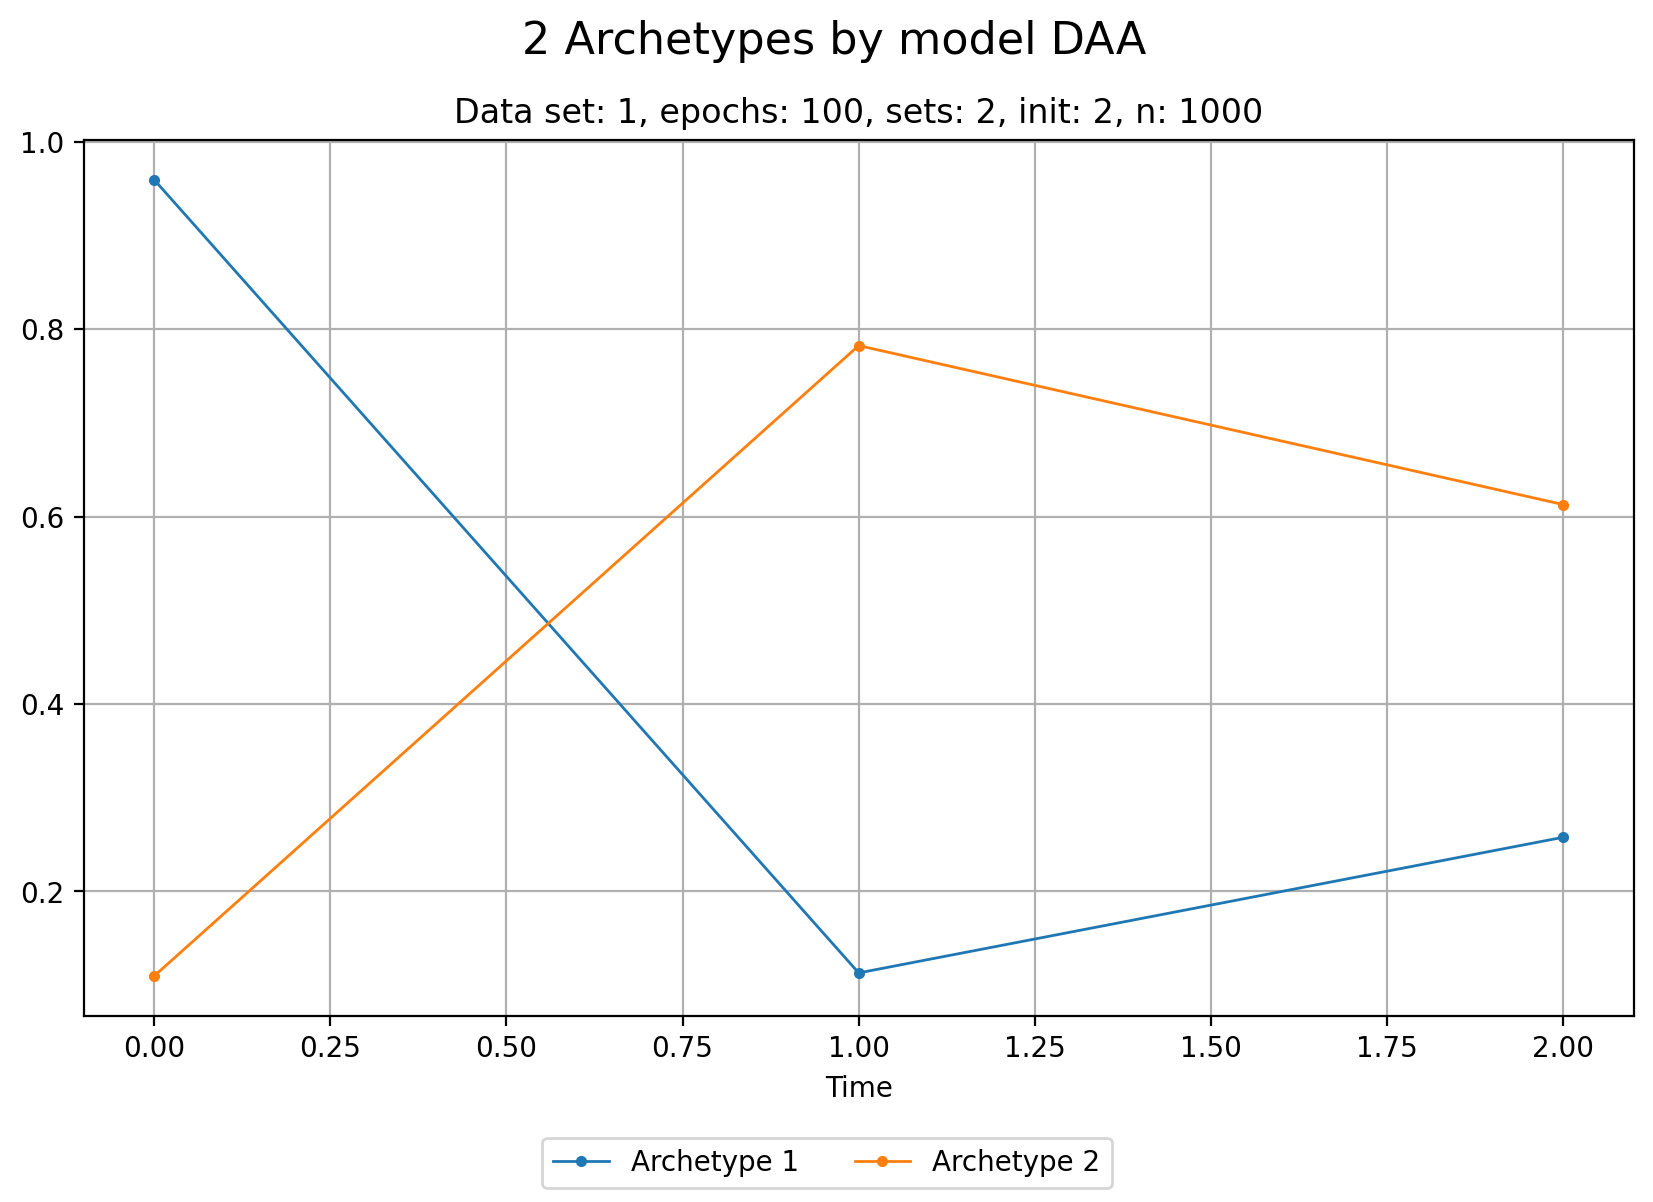 2 Archetypes by model DAA
Data set: 1, epochs: 100, sets: 2, init: 2, n: 1000
1.0
0.8
0.6
0.4
0.2
0.00 0.25 0.50 0.75 1.00 1.25 1.50 1.75 2.00
Time
Archetype 1 Archetype 2